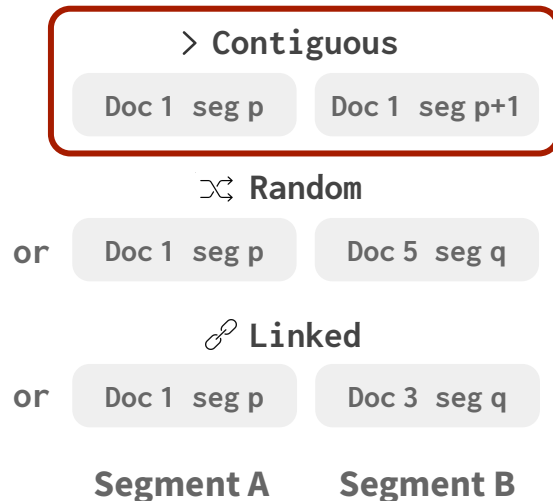 > Contiguous
Doc 1 seg p Doc 1 seg p+1
Random
or Doc 1 seg p Doc 5 seg q
Linked
or Doc 1 seg p Doc 3 seg q
Segment A Segment B